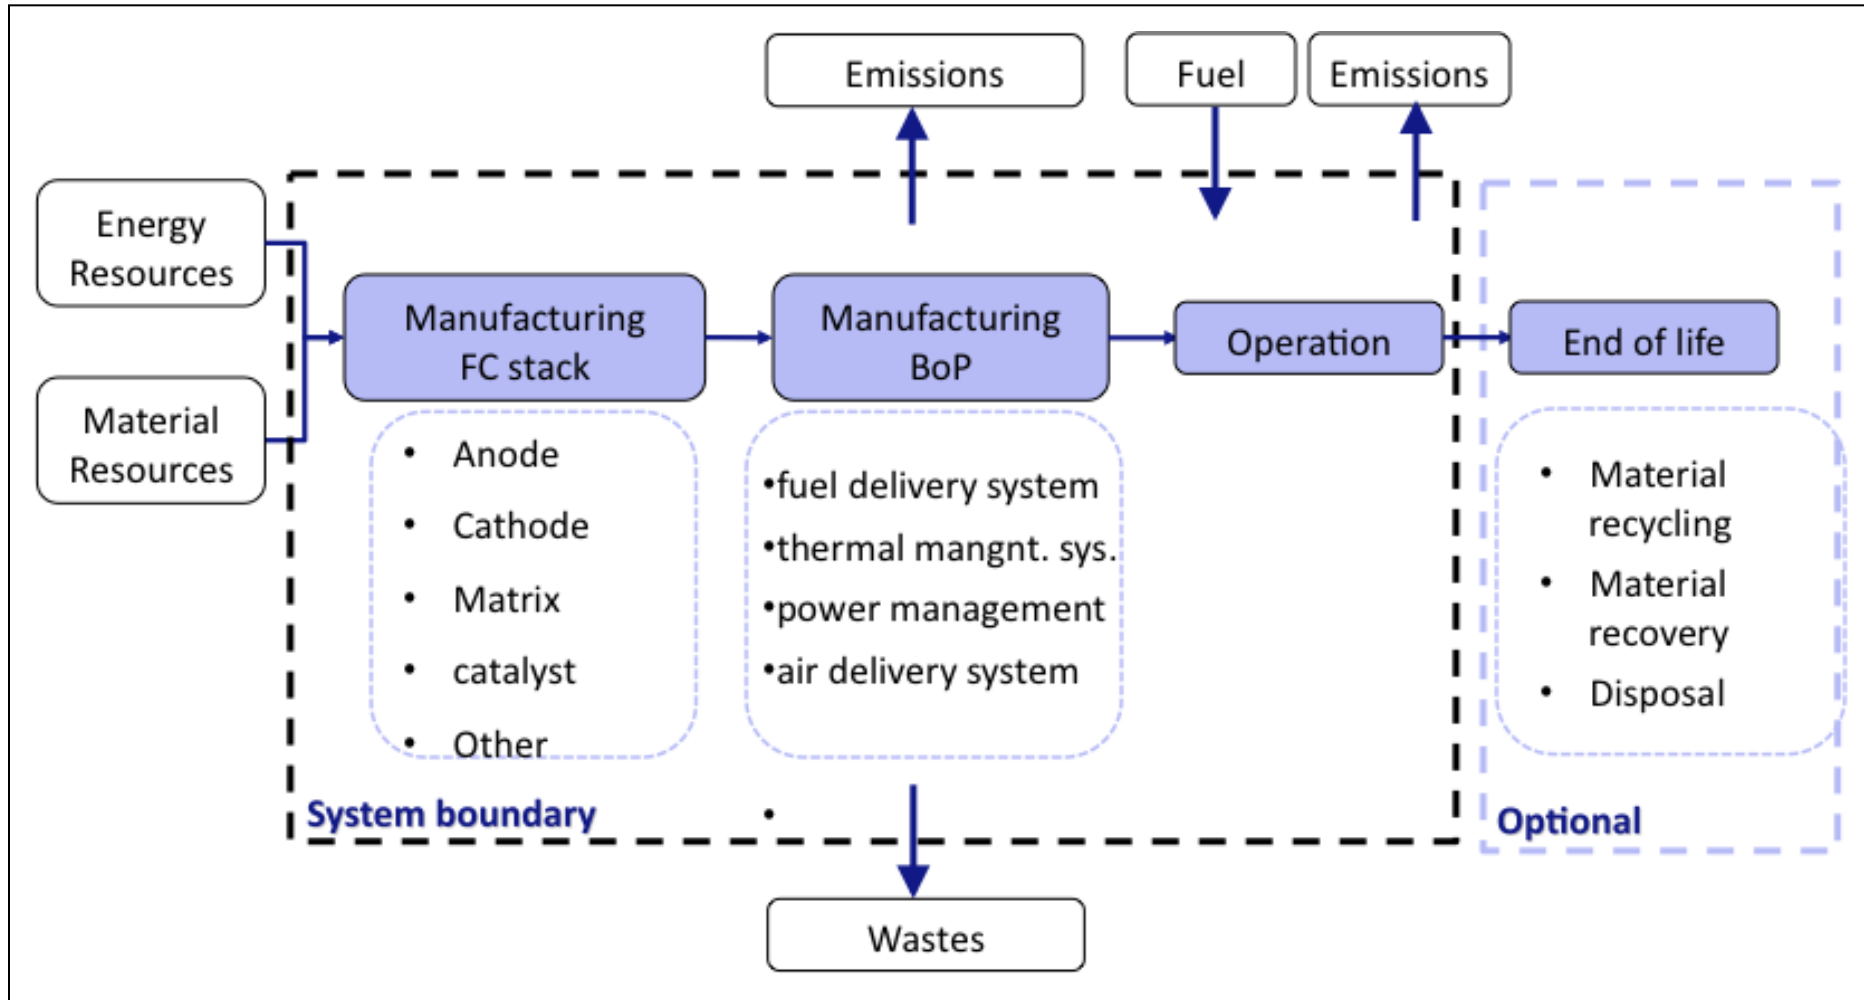 Emissions
Fuel
Emissions
Energy
Resources
Material
Resources
Manufacturing
FC stack
Manufacturing
BoP
Operation
End of life
• Anode
• Cathode
• Matrix
• catalyst
• Other
•fuel delivery system
•thermal mangnt. sys.
•power management
•air delivery system
•
• Material
recycling
• Material
recovery
• Disposal
System boundary
Optional
Wastes